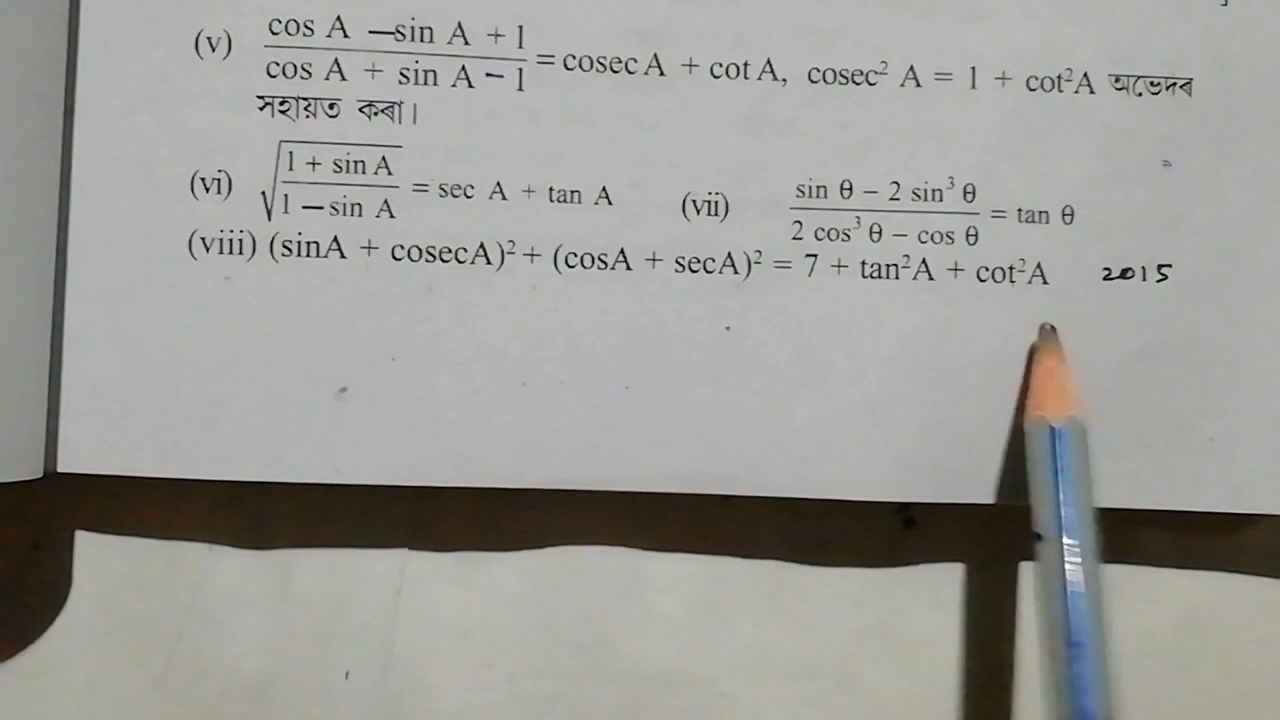 (v) (cos A − sin A + 1)/(cos A + sin A − 1) = cosec A + cot A, cosec² A = 1 + cot²A অভেদৰ
সহায়ত কৰা।
(vi) √((1 + sin A)/(1 − sin A)) = sec A + tan A (vii) (sin θ − 2 sin³ θ)/(2 cos³ θ − cos θ) = tan θ
(viii) (sinA + cosecA)² + (cosA + secA)² = 7 + tan²A + cot²A 2015